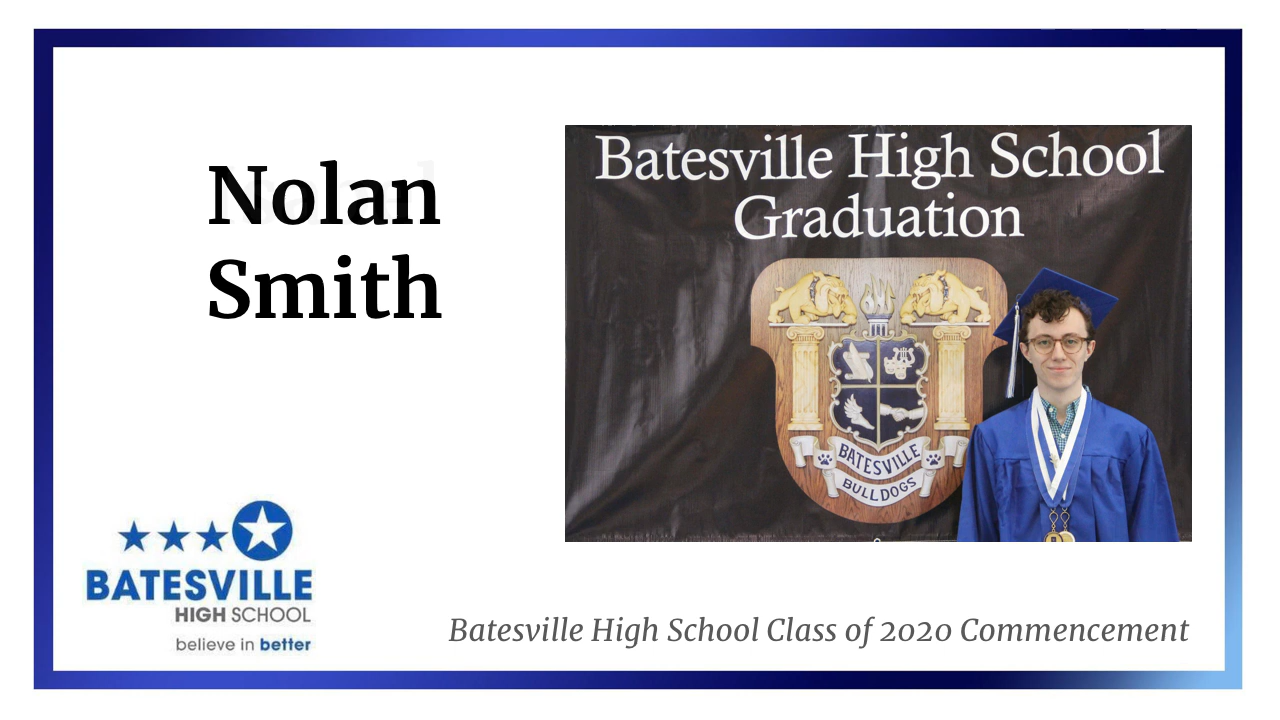 Nolan
Smith
Batesville High School
Graduation
BATESVILLE
BULLDOGS
BATESVILLE
HIGH SCHOOL
believe in better
Batesville High School Class of 2020 Commencement